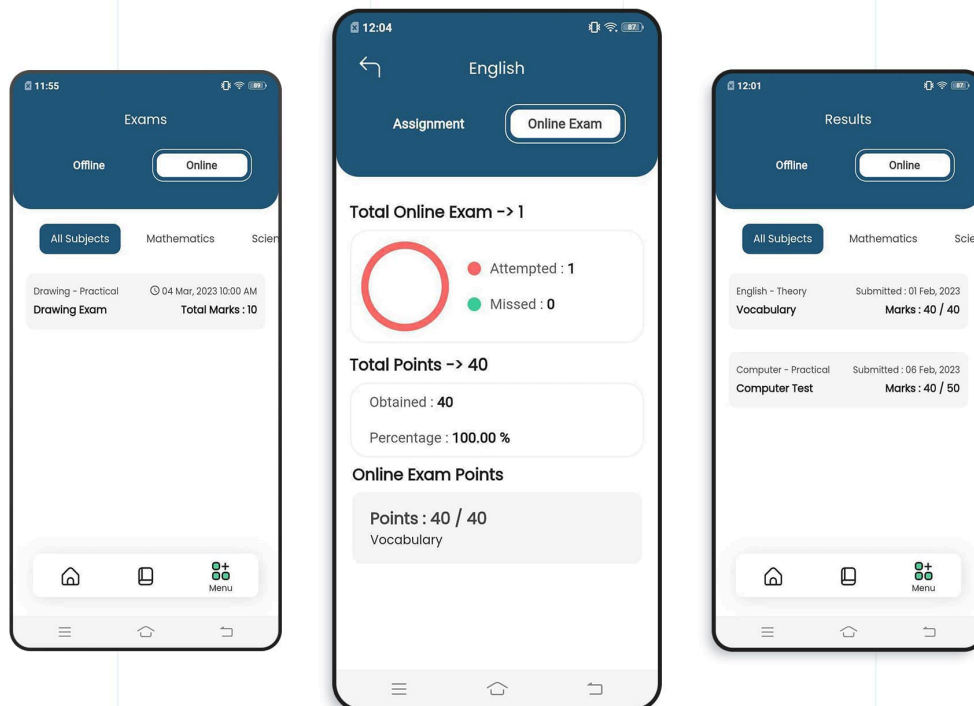 11:55
89
Exams
Offline
Online
All Subjects
Mathematics
Scien
Drawing - Practical
04 Mar, 2023 10:00 AM
Drawing Exam
Total Marks : 10
Menu
12:04
87
English
Assignment
Online Exam
Total Online Exam -> 1
Attempted : 1
Missed : 0
Total Points -> 40
Obtained : 40
Percentage : 100.00 %
Online Exam Points
Points : 40 / 40
Vocabulary
12:01
87
Results
Offline
Online
All Subjects
Mathematics
Scie
English - Theory
Submitted : 01 Feb, 2023
Vocabulary
Marks : 40 / 40
Computer - Practical
Submitted : 06 Feb, 2023
Computer Test
Marks : 40 / 50
Menu